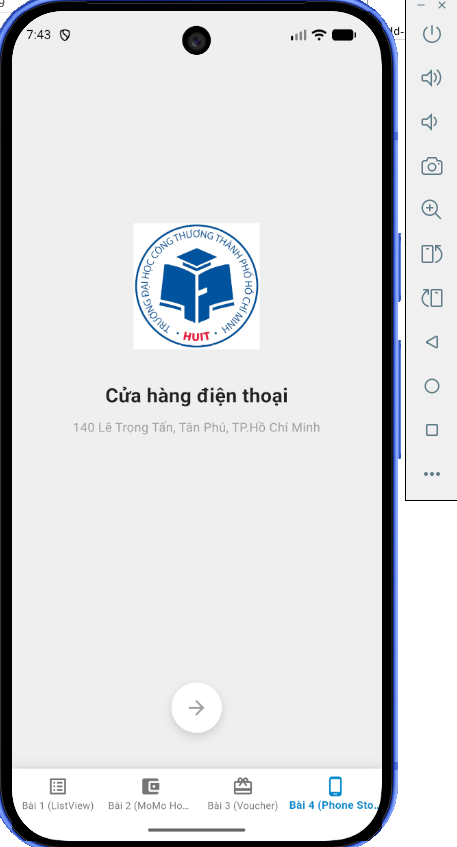 g
7:43
ld-
TRƯỜNG ĐẠI HỌC CÔNG THƯƠNG THÀNH PHỐ HỒ CHÍ MINH
HUIT
Cửa hàng điện thoại
140 Lê Trọng Tấn, Tân Phú, TP.Hồ Chí Minh
Bài 1 (ListView)
Bài 2 (MoMo Ho...
Bài 3 (Voucher)
Bài 4 (Phone Sto...